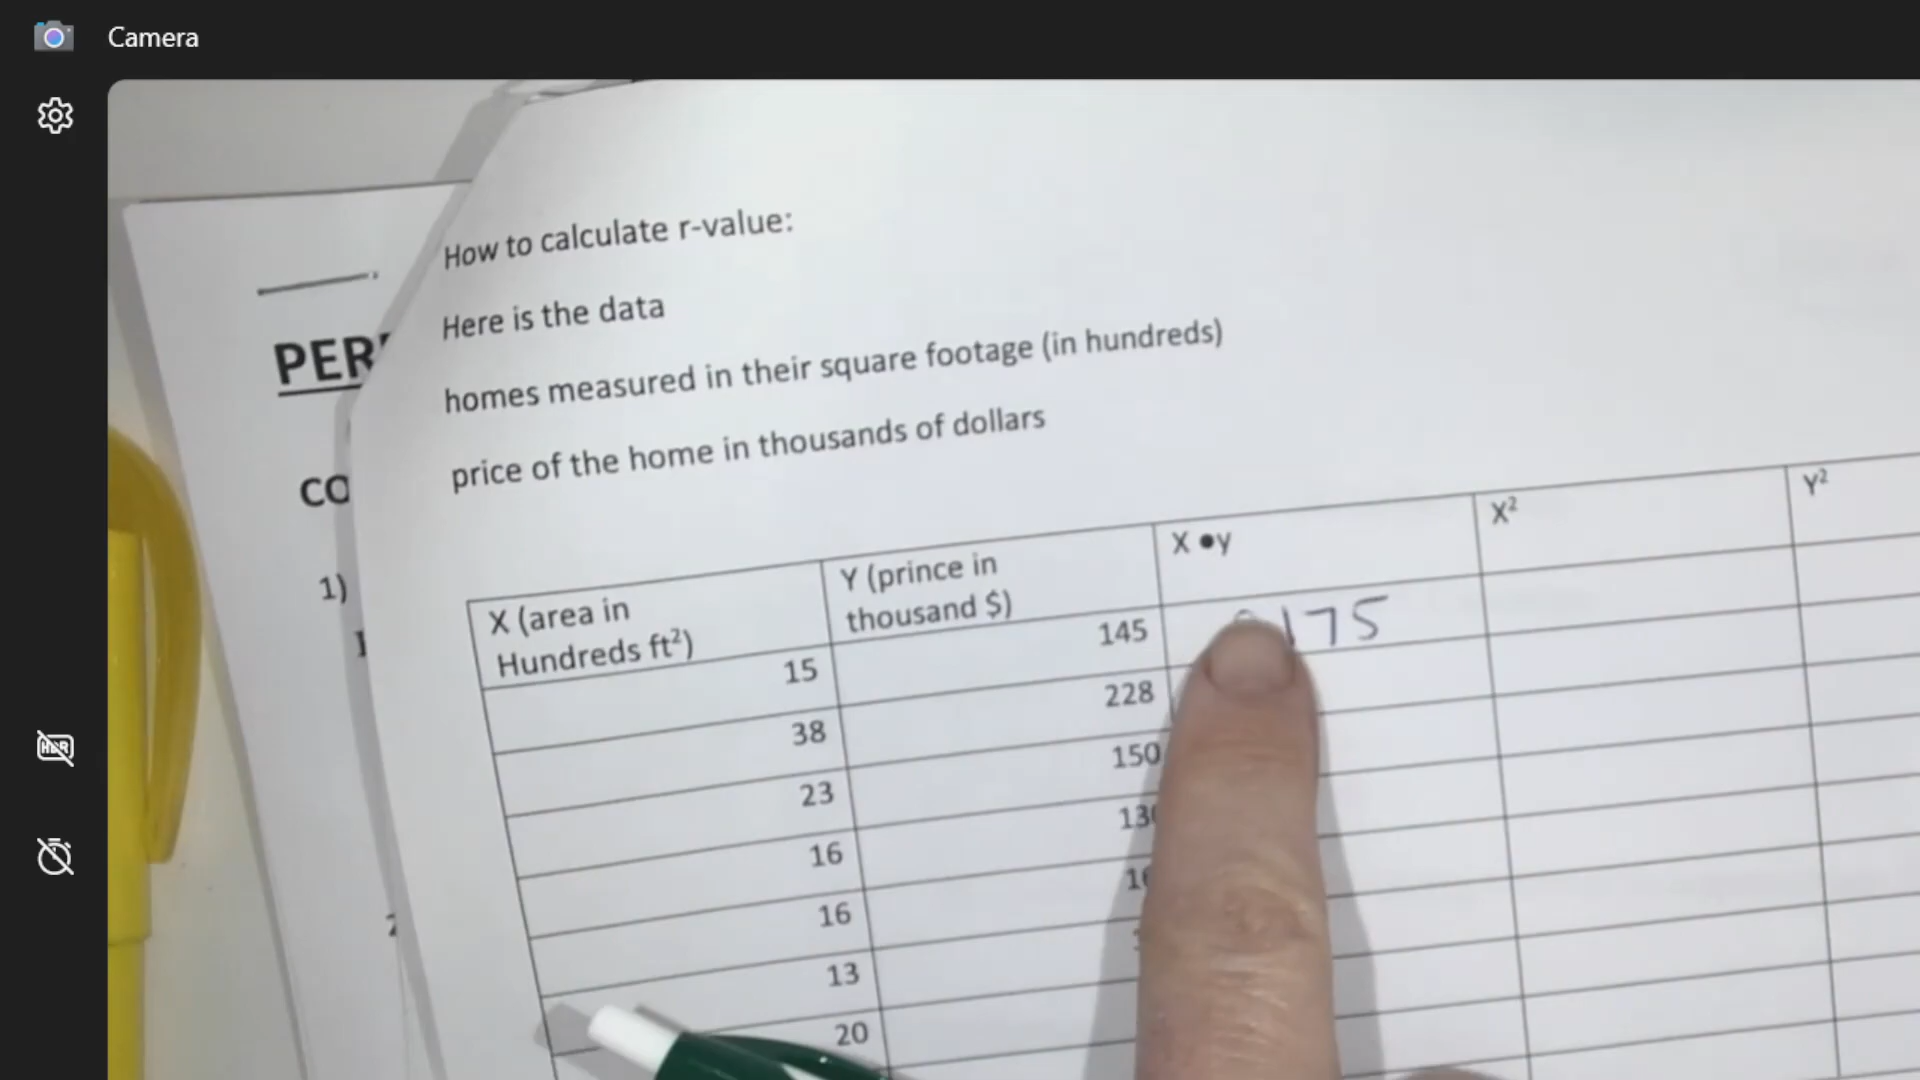 Camera
How to calculate r-value:
Here is the data
homes measured in their square footage (in hundreds)
price of the home in thousands of dollars
1)
X (area in Hundreds ft²) Y (prince in thousand $) X ●y X² Y²
15 145 175
38 228
23 150
16
16
13
20